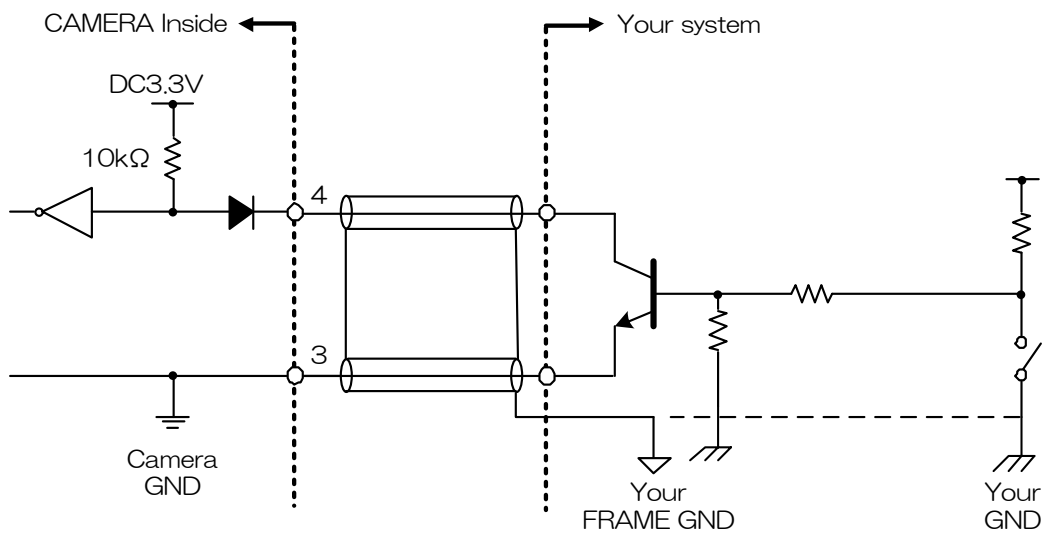 CAMERA Inside
Your system
DC3.3V
10kΩ
4
3
Camera
GND
Your
FRAME GND
Your
GND